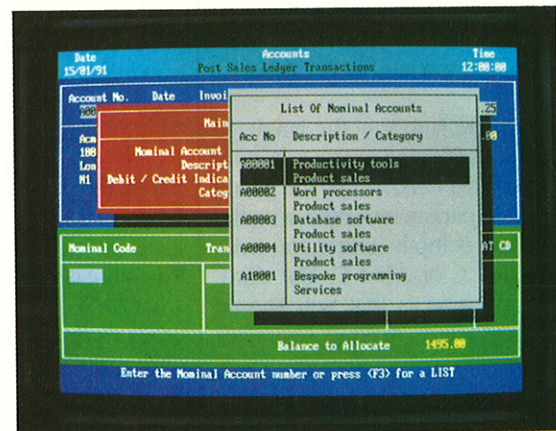 Date Accounts Time
15/01/91 Post Sales Ledger Transactions 12:00:00
Account No. Date Invoi
List Of Nominal Accounts
.25
A00
Main
Acc No Description / Category
.00
Acm
100 Nominal Account
Lon Descript
N1 Debit / Credit Indica
Categ
A00001 Productivity tools
Product sales
A00002 Word processors
Product sales
A00003 Database software
Product sales
A00004 Utility software
Product sales
A10001 Bespoke programming
Services
Nominal Code Tran AT CD
Balance to Allocate 1495.00
Enter the Nominal Account number or press <F3> for a LIST